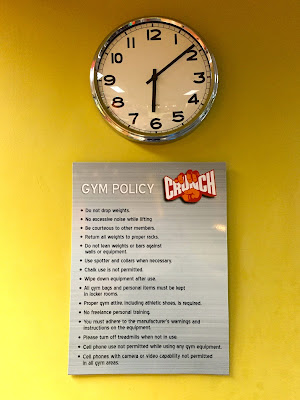 12
11
1
10
2
9
3
8
4
7
5
6
GYM POLICY
CRUNCH
• Do not drop weights.
• No excessive noise while lifting
• Be courteous to other members.
• Return all weights to proper racks.
• Do not lean weights or bars against
walls or equipment.
• Use spotter and collars when necessary.
• Chalk use is not permitted.
• Wipe down equipment after use.
• All gym bags and personal items must be kept
in locker rooms.
• Proper gym attire, including athletic shoes, is required.
• No freelance personal training.
• You must adhere to the manufacturer's warnings and
instructions on the equipment.
• Please turn off treadmills when not in use.
• Cell phone use not permitted while using any gym equipment.
• Cell phones with camera or video capability not permitted
in all gym areas.